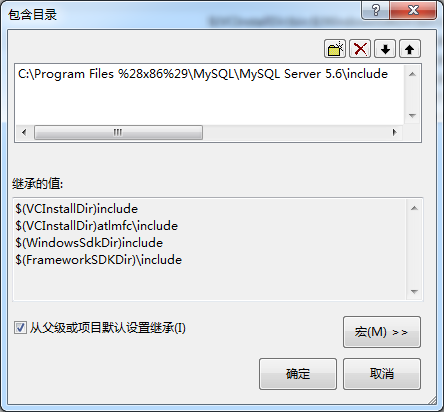 包含目录
C:\Program Files %28x86%29\MySQL\MySQL Server 5.6\include
继承的值:
$(VCInstallDir)include
$(VCInstallDir)atlmfc\include
$(WindowsSdkDir)include
$(FrameworkSDKDir)\include
从父级或项目默认设置继承(I)
宏(M) >>
确定
取消